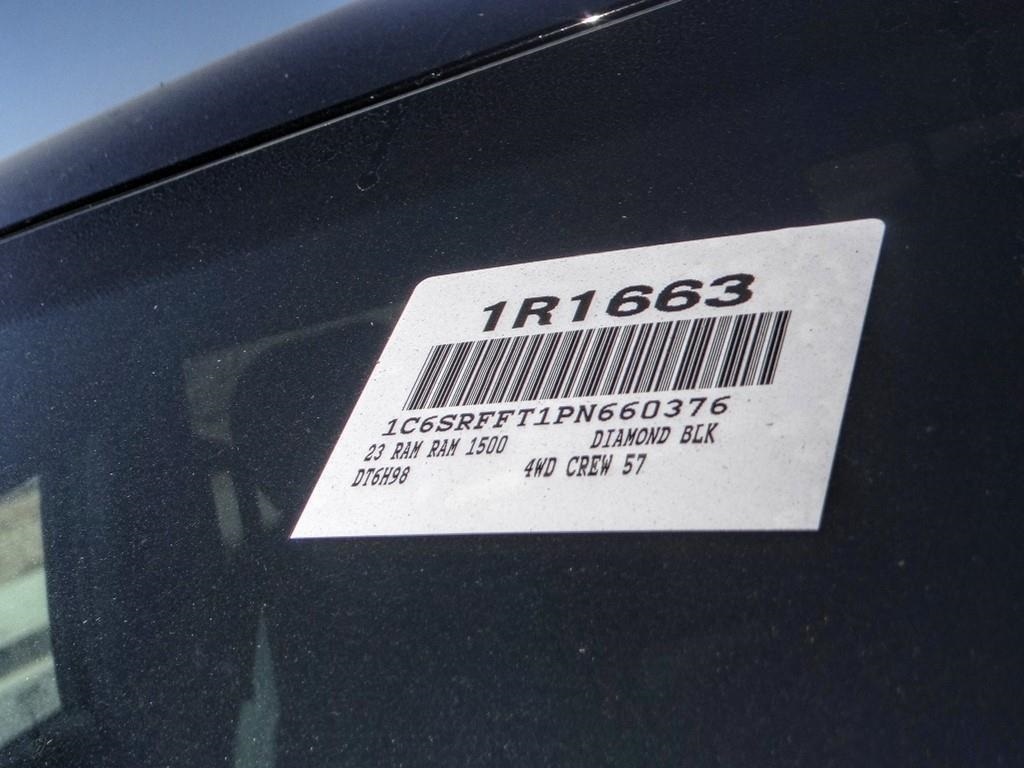 1R1663
1C6SRFFT1PN660376
23 RAM RAM 1500 DIAMOND BLK
DT6H98 4WD CREW 57